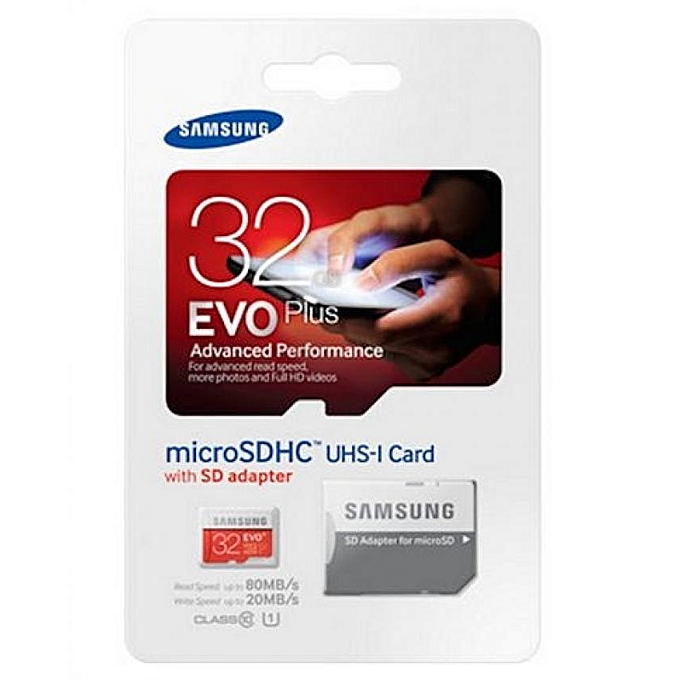 SAMSUNG
32
EVO Plus
Advanced Performance
For advanced read speed,
more photos and Full HD videos
microSDHC™ UHS-I Card
with SD adapter
SAMSUNG
32 EVO+
SAMSUNG
SD Adapter for microSD ▶
Read Speed up to 80MB/s
Write Speed up to 20MB/s
CLASS 10 U1